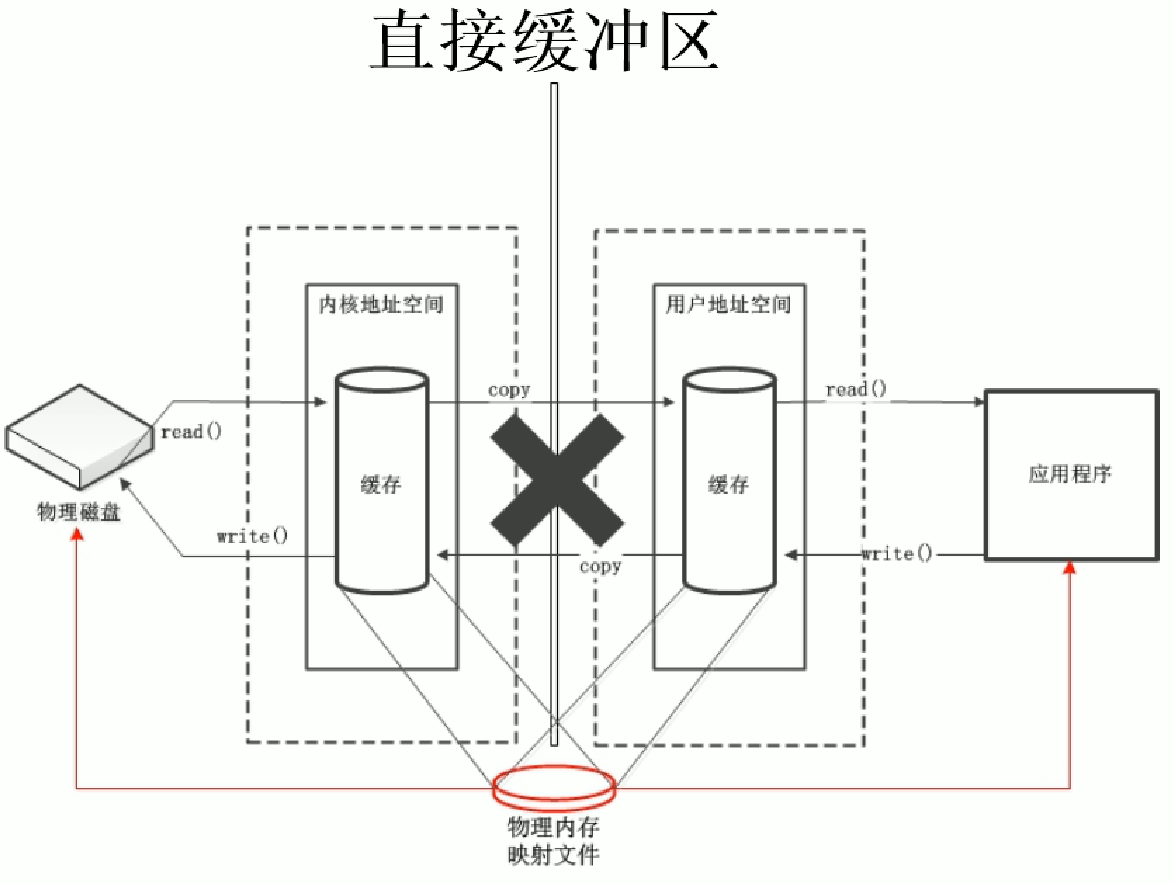 直接缓冲区
内核地址空间
用户地址空间
copy
read()
read()
缓存
缓存
应用程序
物理磁盘
write()
copy
write()
物理内存
映射文件